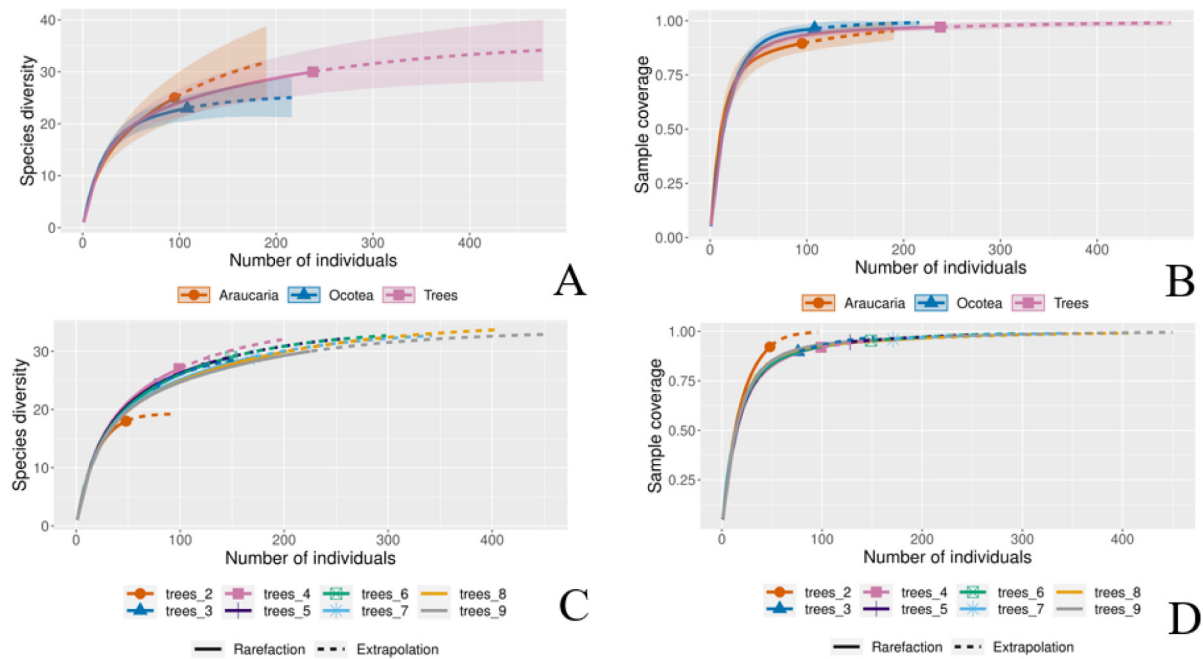 40
30
20
10
0
Species diversity
0 100 200 300 400
Number of individuals
Araucaria Ocotea Trees
A
1.00
0.75
0.50
0.25
0.00
Sample coverage
0 100 200 300 400
Number of individuals
Araucaria Ocotea Trees
B
30
20
10
0
Species diversity
0 100 200 300 400
Number of individuals
trees_2 trees_4 trees_6 trees_8
trees_3 trees_5 trees_7 trees_9
Rarefaction Extrapolation
C
1.00
0.75
0.50
0.25
Sample coverage
0 100 200 300 400
Number of individuals
trees_2 trees_4 trees_6 trees_8
trees_3 trees_5 trees_7 trees_9
Rarefaction Extrapolation
D